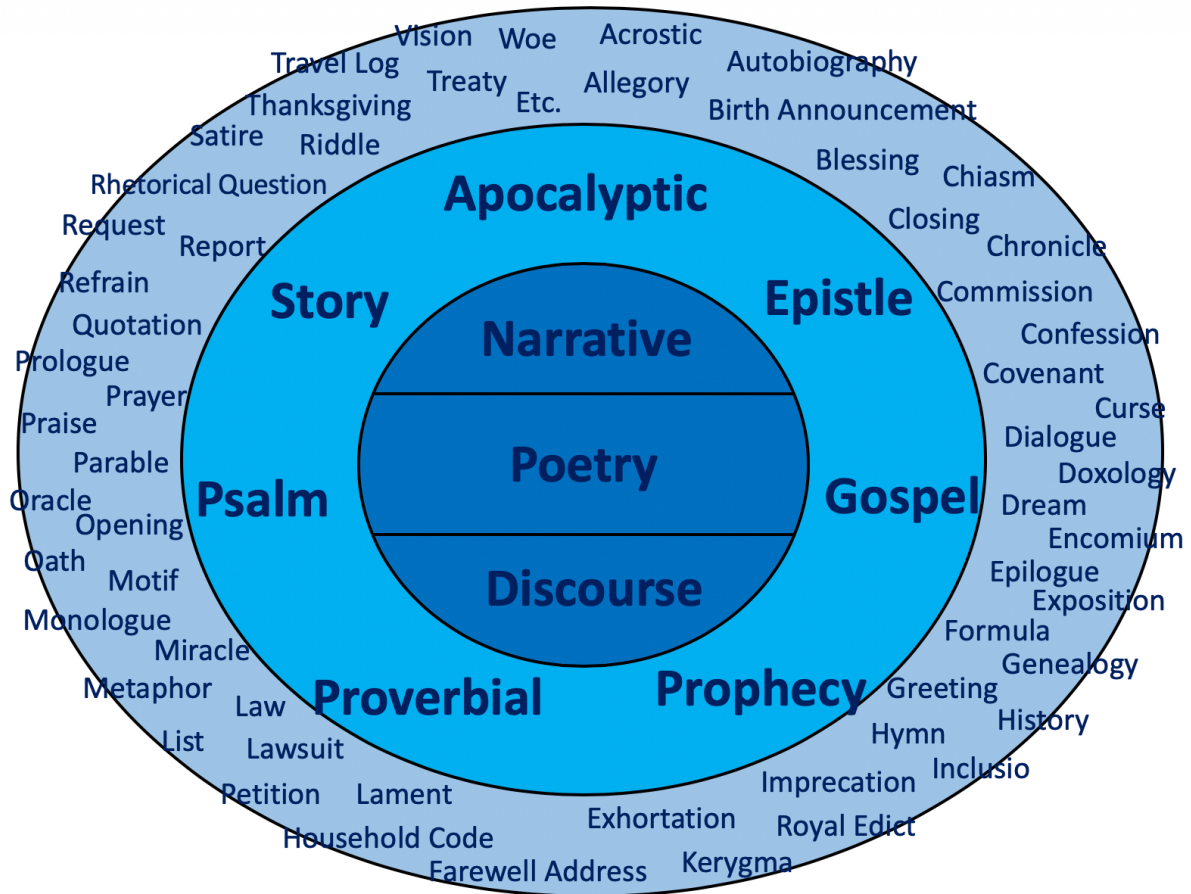 Vision
Woe
Acrostic
Travel Log
Treaty
Etc.
Allegory
Autobiography
Thanksgiving
Birth Announcement
Satire
Riddle
Blessing
Rhetorical Question
Chiasm
Apocalyptic
Request
Report
Closing
Chronicle
Refrain
Story
Epistle
Commission
Quotation
Narrative
Confession
Prologue
Prayer
Covenant
Praise
Curse
Parable
Poetry
Dialogue
Doxology
Oracle
Psalm
Gospel
Dream
Opening
Encomium
Oath
Motif
Discourse
Epilogue
Exposition
Monologue
Formula
Miracle
Genealogy
Metaphor
Law
Proverbial
Prophecy
Greeting
History
List
Lawsuit
Hymn
Inclusio
Petition
Lament
Imprecation
Household Code
Exhortation
Royal Edict
Farewell Address
Kerygma